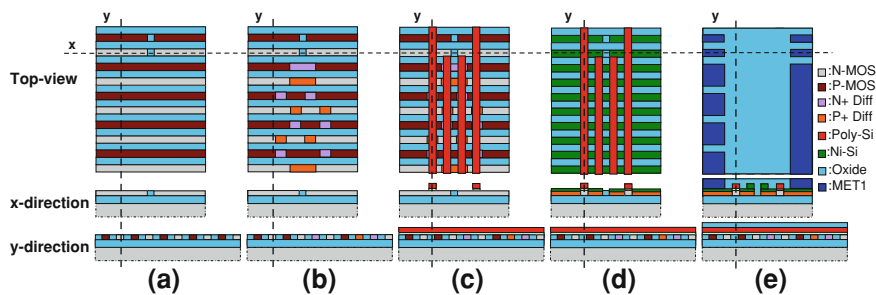 y y y y y
x
Top-view
:N-MOS
:P-MOS
:N+ Diff
:P+ Diff
:Poly-Si
:Ni-Si
:Oxide
:MET1
x-direction
y-direction
(a) (b) (c) (d) (e)